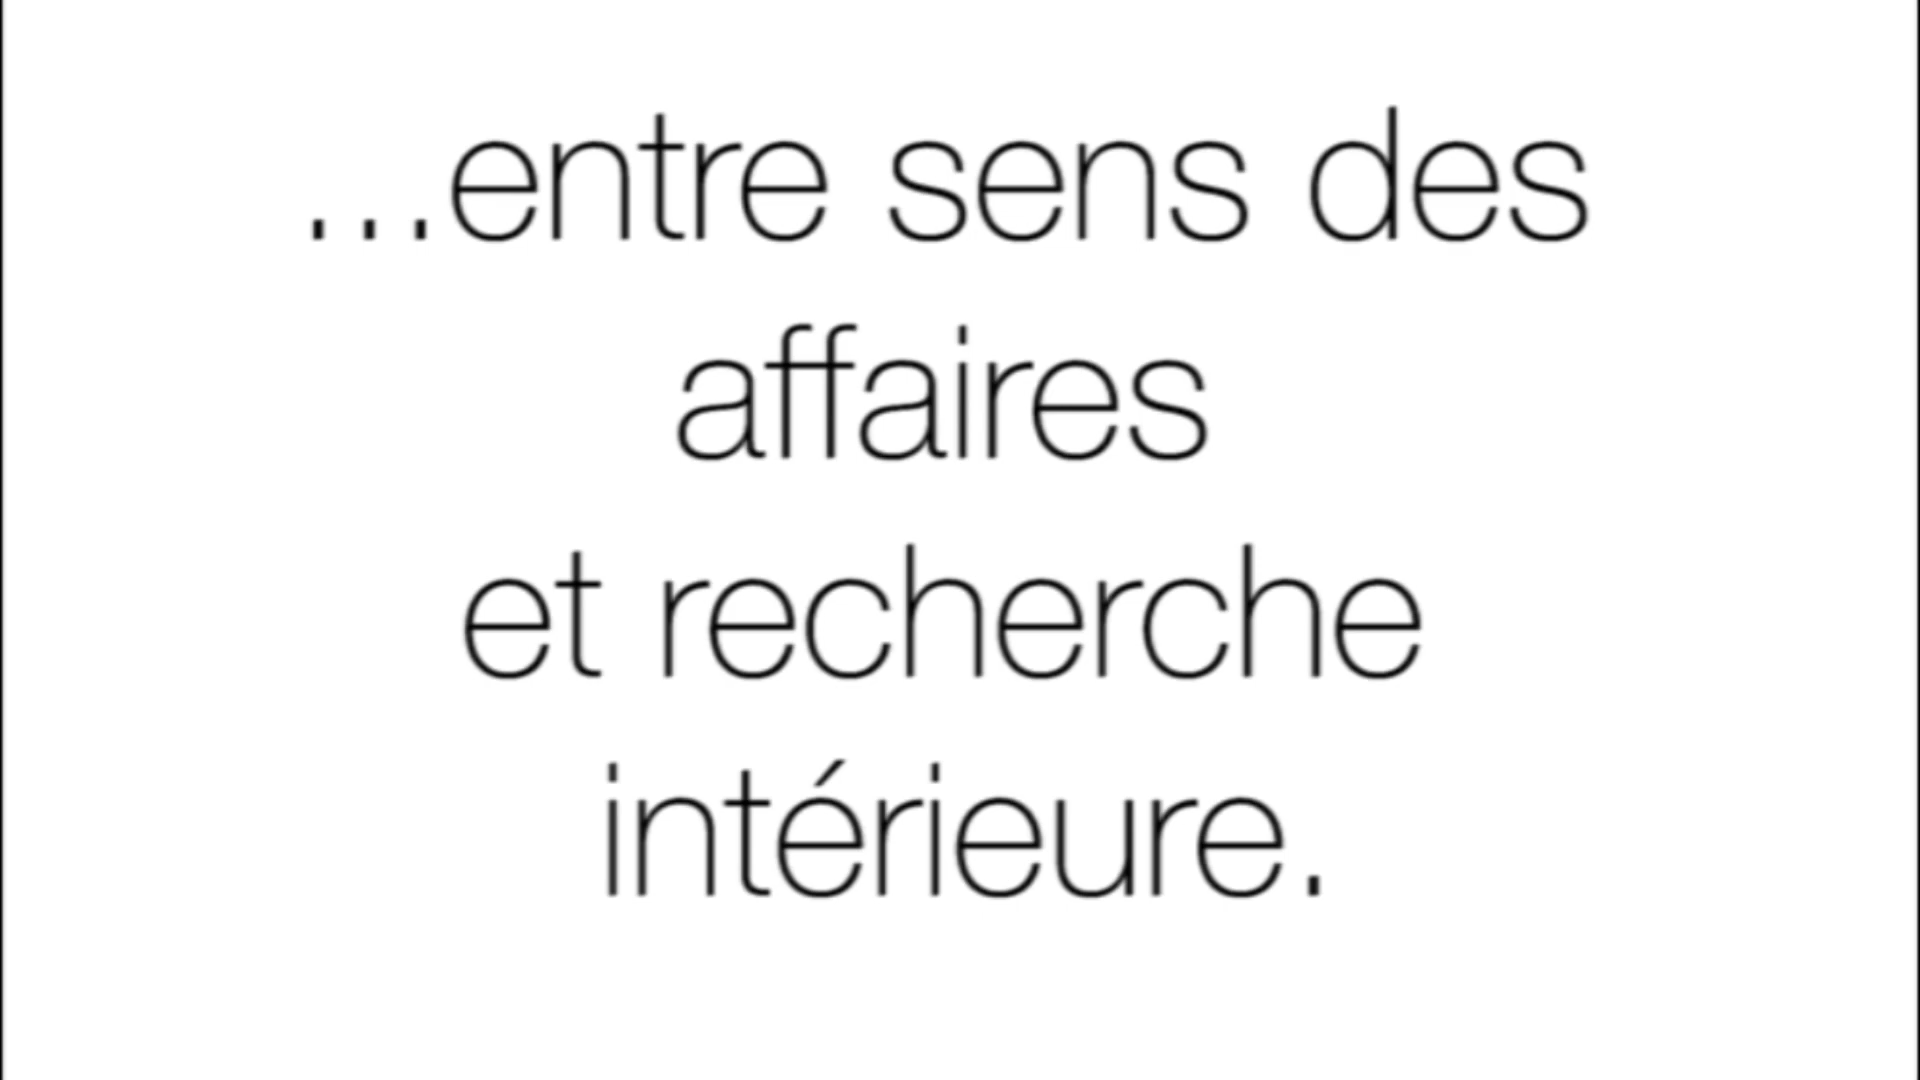 ...entre sens des
affaires
et recherche
intérieure.